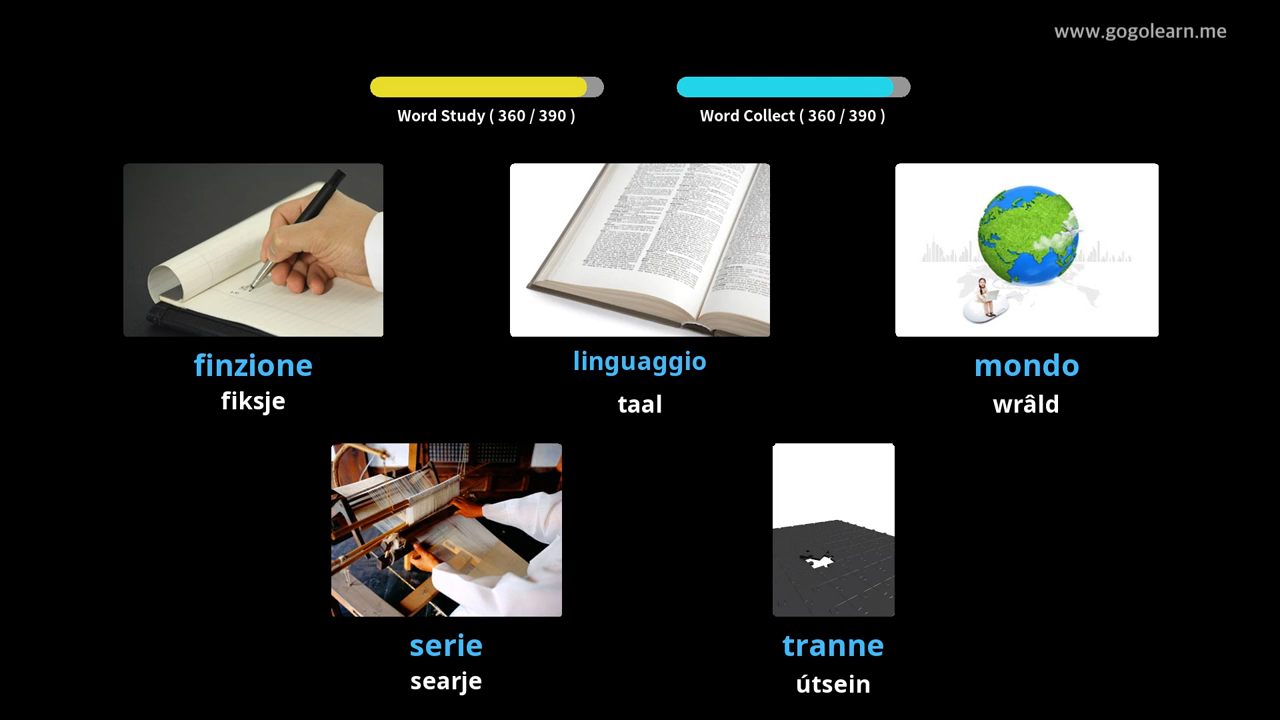 www.gogolearn.me
Word Study ( 360 / 390 )
Word Collect ( 360 / 390 )
finzione
fiksje
linguaggio
taal
mondo
wrâld
serie
searje
tranne
útsein